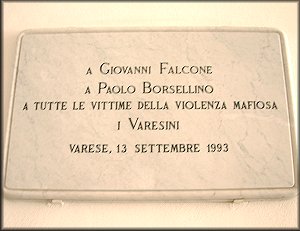 A GIOVANNI FALCONE
A PAOLO BORSELLINO
A TUTTE LE VITTIME DELLA VIOLENZA MAFIOSA
I VARESINI
VARESE, 13 SETTEMBRE 1993